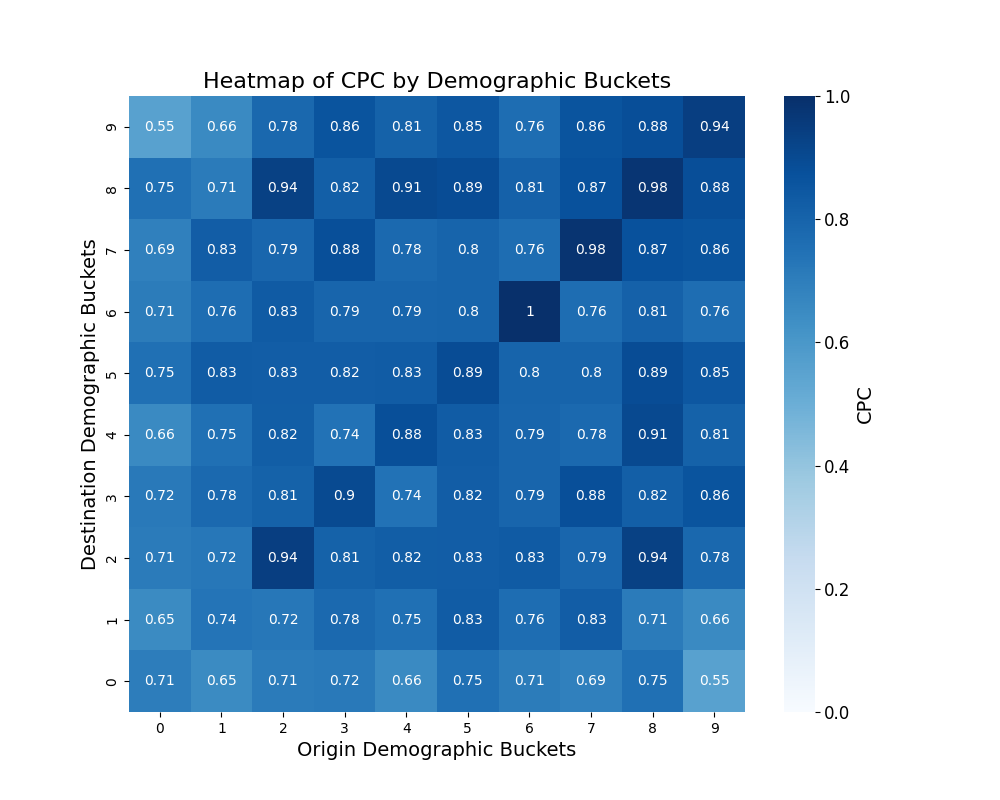 Heatmap of CPC by Demographic Buckets
9 0.55 0.66 0.78 0.86 0.81 0.85 0.76 0.86 0.88 0.94
8 0.75 0.71 0.94 0.82 0.91 0.89 0.81 0.87 0.98 0.88
7 0.69 0.83 0.79 0.88 0.78 0.8 0.76 0.98 0.87 0.86
6 0.71 0.76 0.83 0.79 0.79 0.8 1 0.76 0.81 0.76
5 0.75 0.83 0.83 0.82 0.83 0.89 0.8 0.8 0.89 0.85
4 0.66 0.75 0.82 0.74 0.88 0.83 0.79 0.78 0.91 0.81
3 0.72 0.78 0.81 0.9 0.74 0.82 0.79 0.88 0.82 0.86
2 0.71 0.72 0.94 0.81 0.82 0.83 0.83 0.79 0.94 0.78
1 0.65 0.74 0.72 0.78 0.75 0.83 0.76 0.83 0.71 0.66
0 0.71 0.65 0.71 0.72 0.66 0.75 0.71 0.69 0.75 0.55
0 1 2 3 4 5 6 7 8 9
Origin Demographic Buckets
Destination Demographic Buckets
1.0
0.8
0.6
0.4
0.2
0.0
CPC